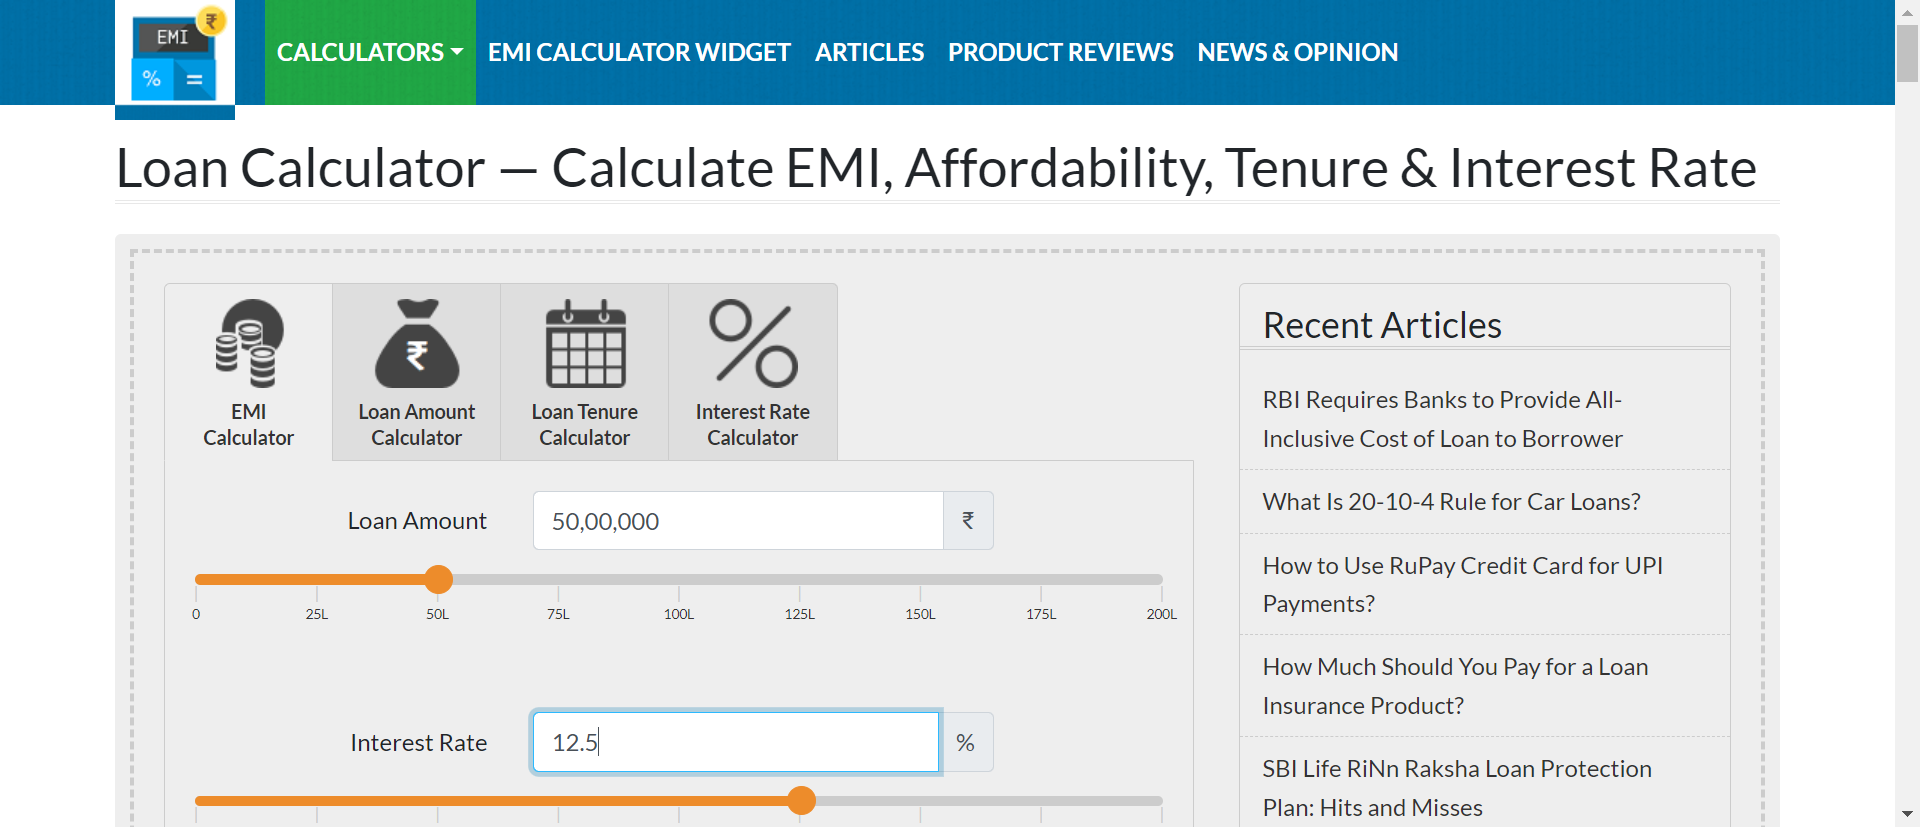 EMI
₹
%
=
CALCULATORS
EMI CALCULATOR WIDGET
ARTICLES
PRODUCT REVIEWS
NEWS & OPINION
Loan Calculator — Calculate EMI, Affordability, Tenure & Interest Rate
EMI
Calculator
₹
Loan Amount
Calculator
Loan Tenure
Calculator
Interest Rate
Calculator
Loan Amount
50,00,000
₹
0
25L
50L
75L
100L
125L
150L
175L
200L
Interest Rate
12.5
%
Recent Articles
RBI Requires Banks to Provide All-
Inclusive Cost of Loan to Borrower
What Is 20-10-4 Rule for Car Loans?
How to Use RuPay Credit Card for UPI
Payments?
How Much Should You Pay for a Loan
Insurance Product?
SBI Life RiNn Raksha Loan Protection
Plan: Hits and Misses